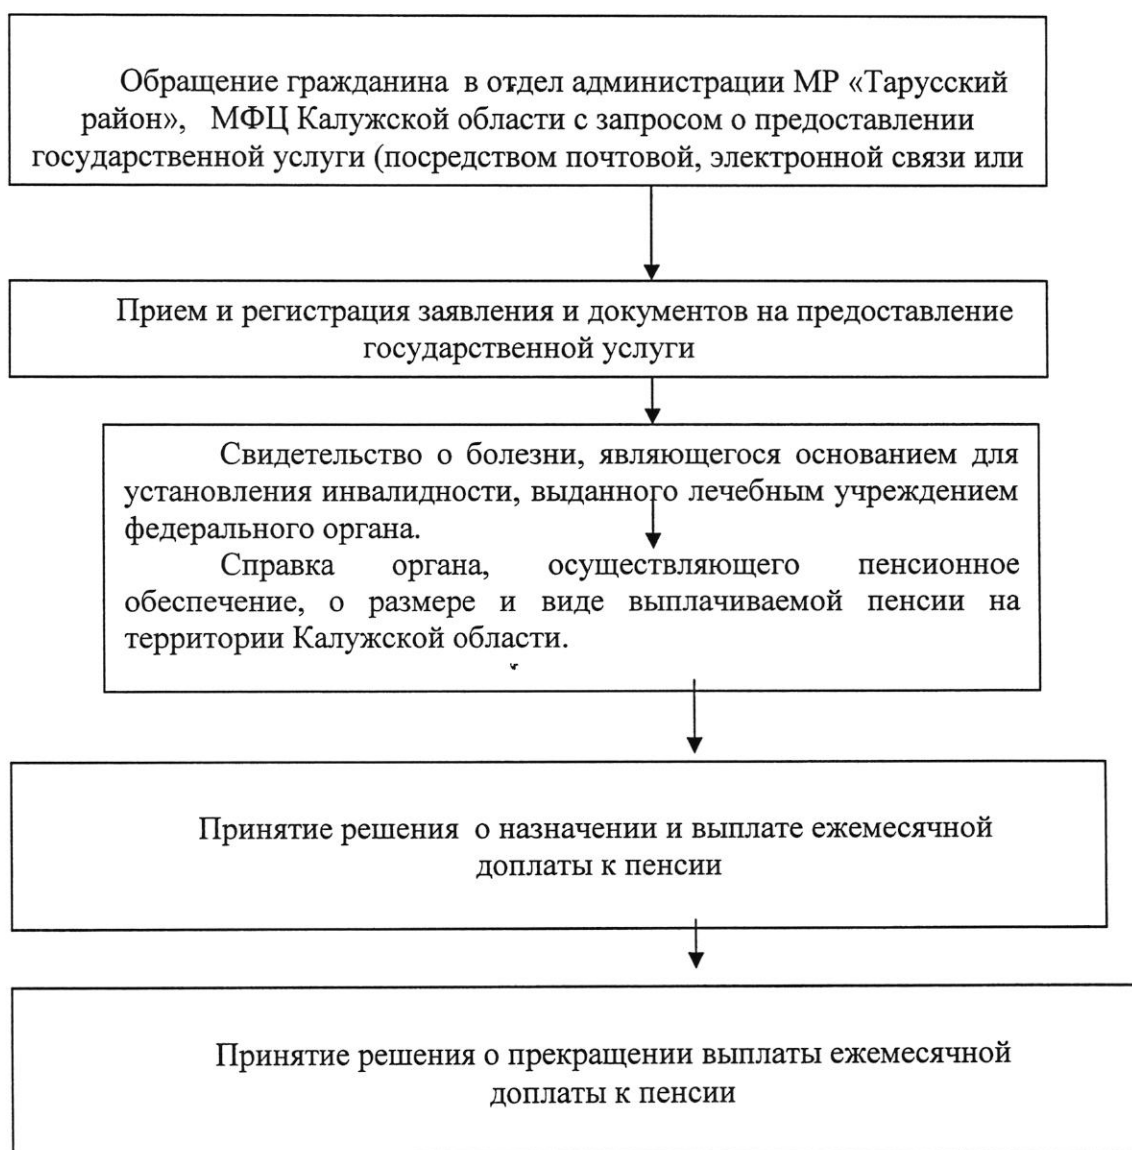 Обращение гражданина в отдел администрации МР «Тарусский
район», МФЦ Калужской области с запросом о предоставлении
государственной услуги (посредством почтовой, электронной связи или
Прием и регистрация заявления и документов на предоставление
государственной услуги
Свидетельство о болезни, являющегося основанием для
установления инвалидности, выданного лечебным учреждением
федерального органа.
Справка органа, осуществляющего пенсионное
обеспечение, о размере и виде выплачиваемой пенсии на
территории Калужской области.
Принятие решения о назначении и выплате ежемесячной
доплаты к пенсии
Принятие решения о прекращении выплаты ежемесячной
доплаты к пенсии